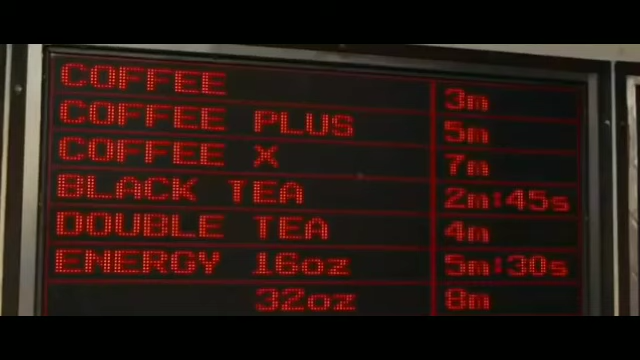 COFFEE 3m
COFFEE PLUS 5m
COFFEE X 7m
BLACK TEA 2m:45s
DOUBLE TEA 4m
ENERGY 16oz 5m:30s
32oz 8m